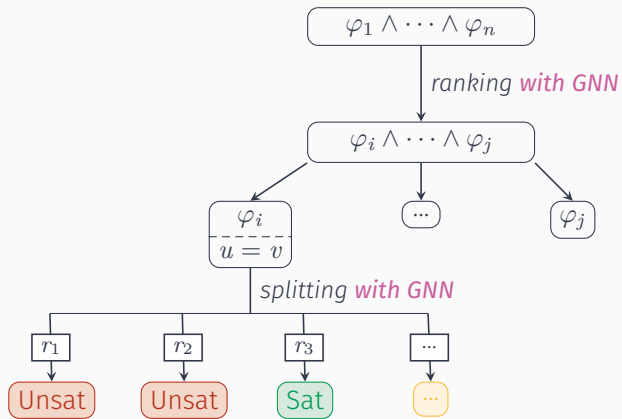 φ₁ ∧ ⋯ ∧ φₙ
ranking with GNN
φᵢ ∧ ⋯ ∧ φⱼ
φᵢ ... φⱼ
u = v
splitting with GNN
r₁ r₂ r₃ ...
Unsat Unsat Sat ...